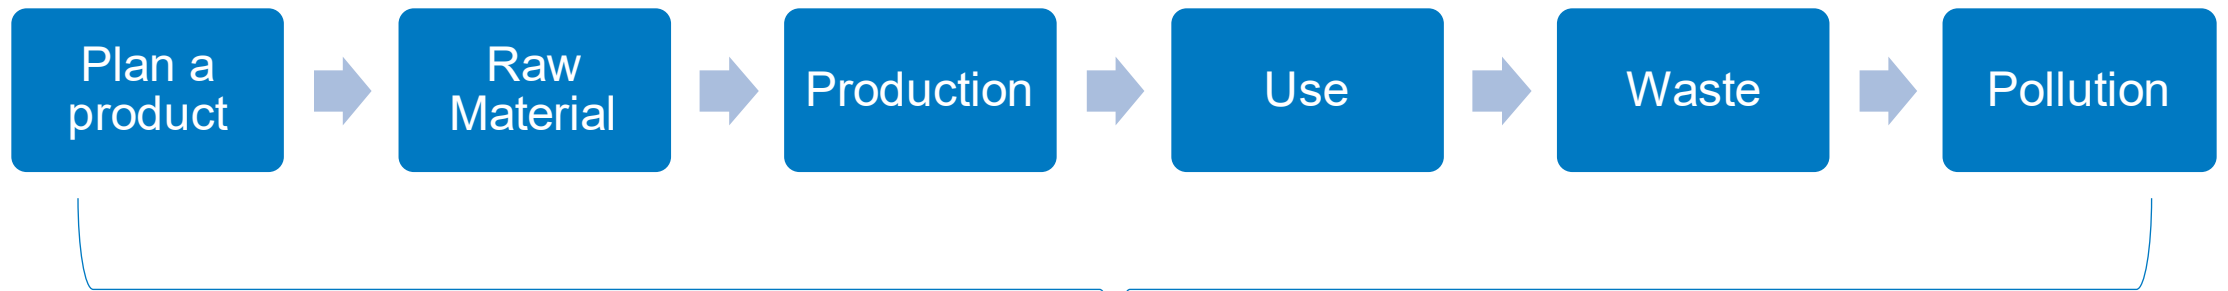 Plan a
product
Raw
Material
Production
Use
Waste
Pollution